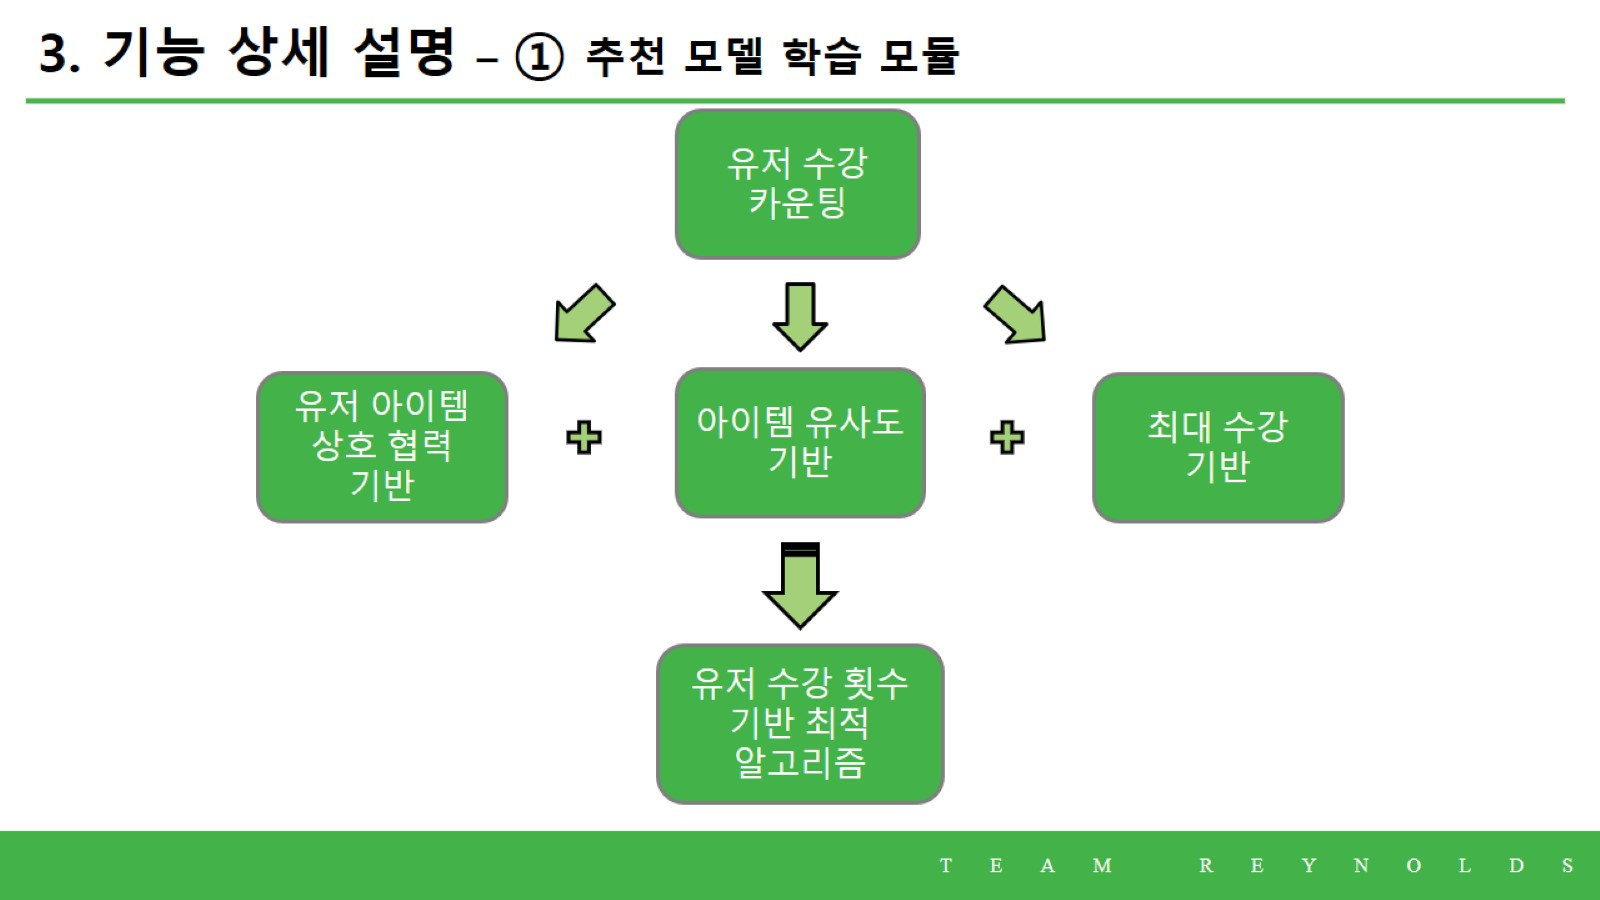 3. 기능 상세 설명 – ① 추천 모델 학습 모듈
유저 수강
카운팅
유저 아이템
상호 협력
기반
아이템 유사도
기반
최대 수강
기반
유저 수강 횟수
기반 최적
알고리즘
TEAM REYNOLDS